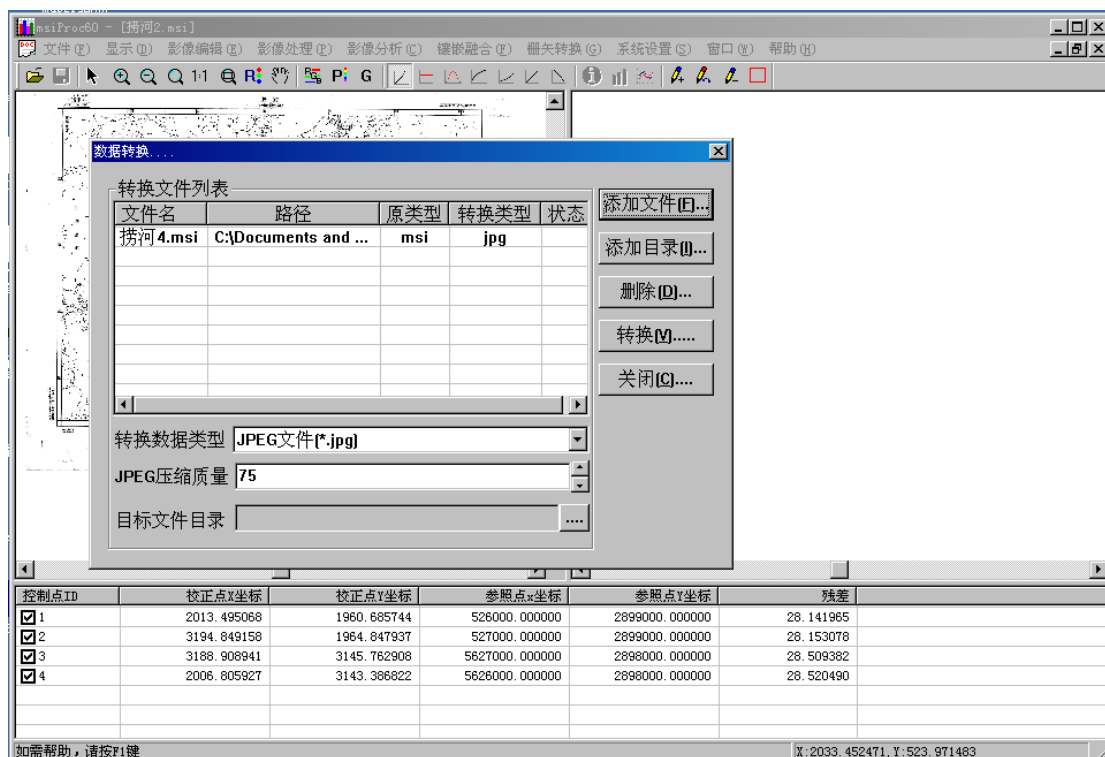 msiProc60 - [捞河2.msi]
文件(F) 显示(D) 影像编辑(E) 影像处理(P) 影像分析(C) 镶嵌融合(F) 栅矢转换(G) 系统设置(S) 窗口(W) 帮助(H)
1:1 R P G
数据转换....
转换文件列表
文件名 路径 原类型 转换类型 状态
捞河4.msi C:\Documents and ... msi jpg
添加文件(F)...
添加目录(I)...
删除(D)...
转换(V).....
关闭(C)....
转换数据类型 JPEG文件(*.jpg)
JPEG压缩质量 75
目标文件目录 ....
控制点ID 校正点X坐标 校正点Y坐标 参照点x坐标 参照点Y坐标 残差
1 2013.495068 1960.685744 526000.000000 2899000.000000 28.141965
2 3194.849158 1964.847937 527000.000000 2899000.000000 28.153078
3 3188.908941 3145.762908 5627000.000000 2898000.000000 28.509382
4 2006.805927 3143.386822 5626000.000000 2898000.000000 28.520490
如需帮助，请按F1键 X:2033.452471,Y:523.971483